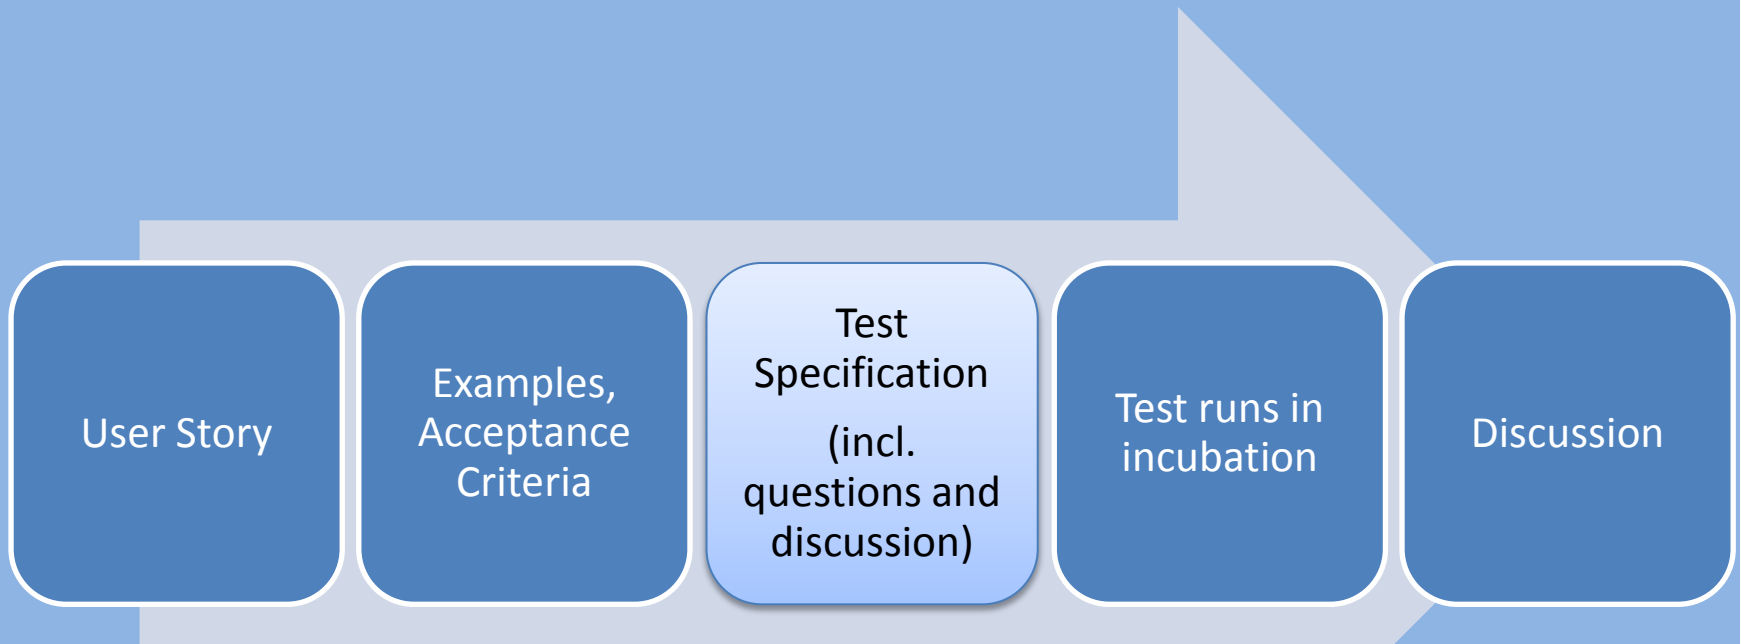 User Story
Examples,
Acceptance
Criteria
Test
Specification
(incl.
questions and
discussion)
Test runs in
incubation
Discussion